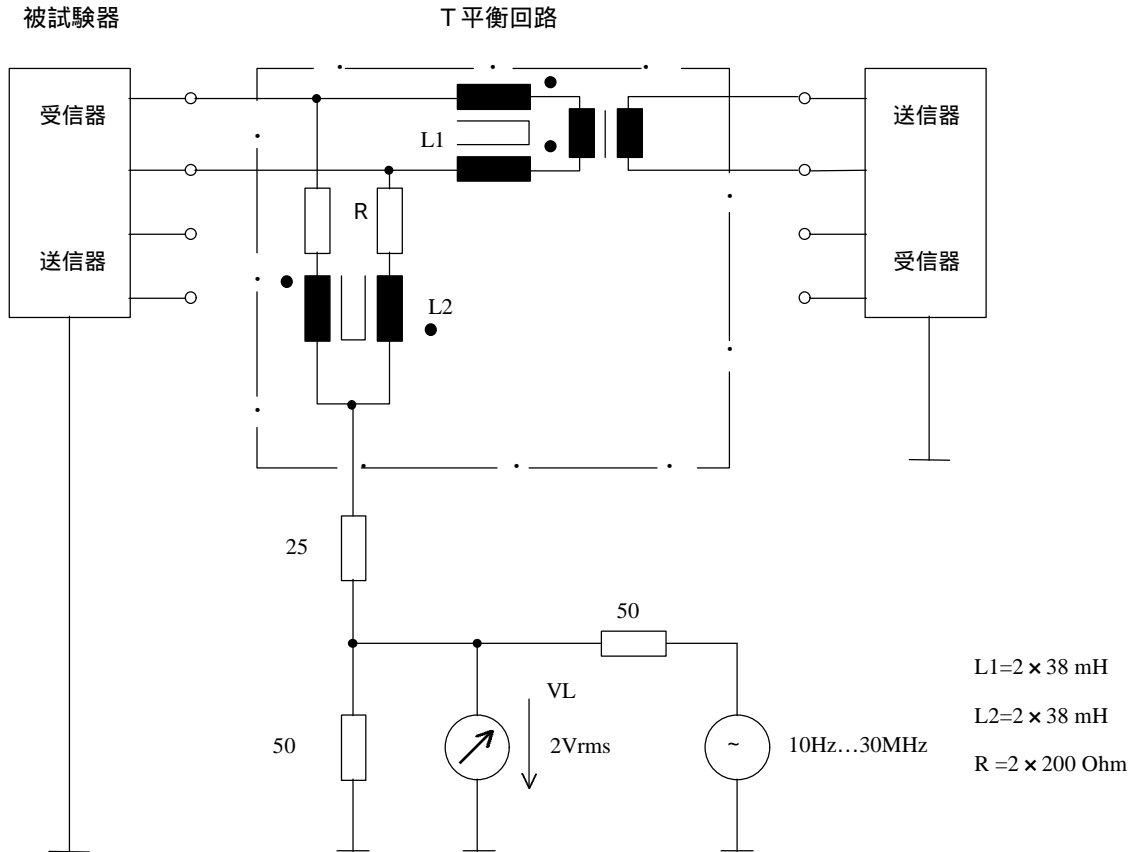 被試験器
T平衡回路
受信器
送信器
L1
送信器
受信器
R
L2
25
50
50
VL
2Vrms
~
10Hz…30MHz
L1=2 × 38 mH
L2=2 × 38 mH
R =2 × 200 Ohm